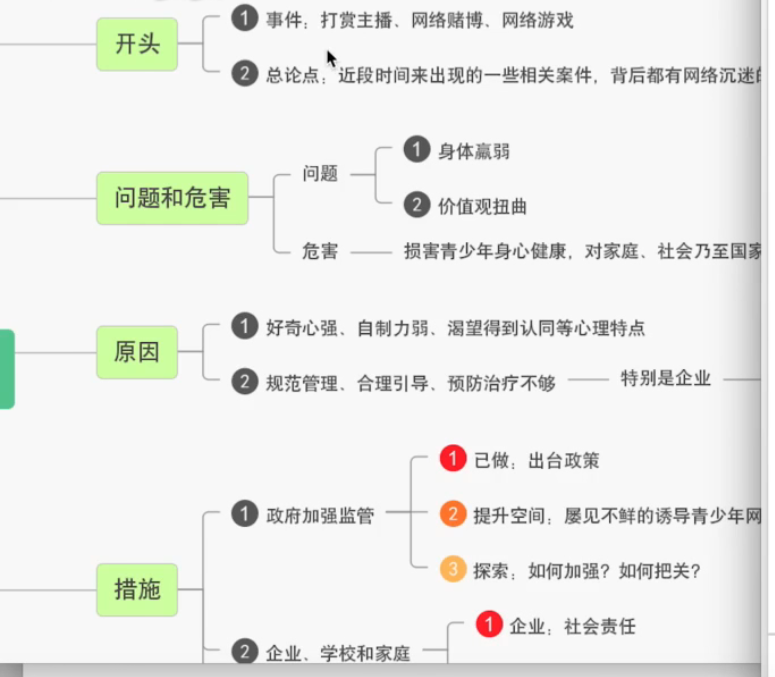 开头
1 事件：打赏主播、网络赌博、网络游戏
2 总论点：近段时间来出现的一些相关案件，背后都有网络沉迷
问题和危害
问题
1 身体羸弱
2 价值观扭曲
危害
损害青少年身心健康，对家庭、社会乃至国家
原因
1 好奇心强、自制力弱、渴望得到认同等心理特点
2 规范管理、合理引导、预防治疗不够
特别是企业
措施
1 政府加强监管
1 已做：出台政策
2 提升空间：屡见不鲜的诱导青少年网
3 探索：如何加强？如何把关？
2 企业、学校和家庭
1 企业：社会责任